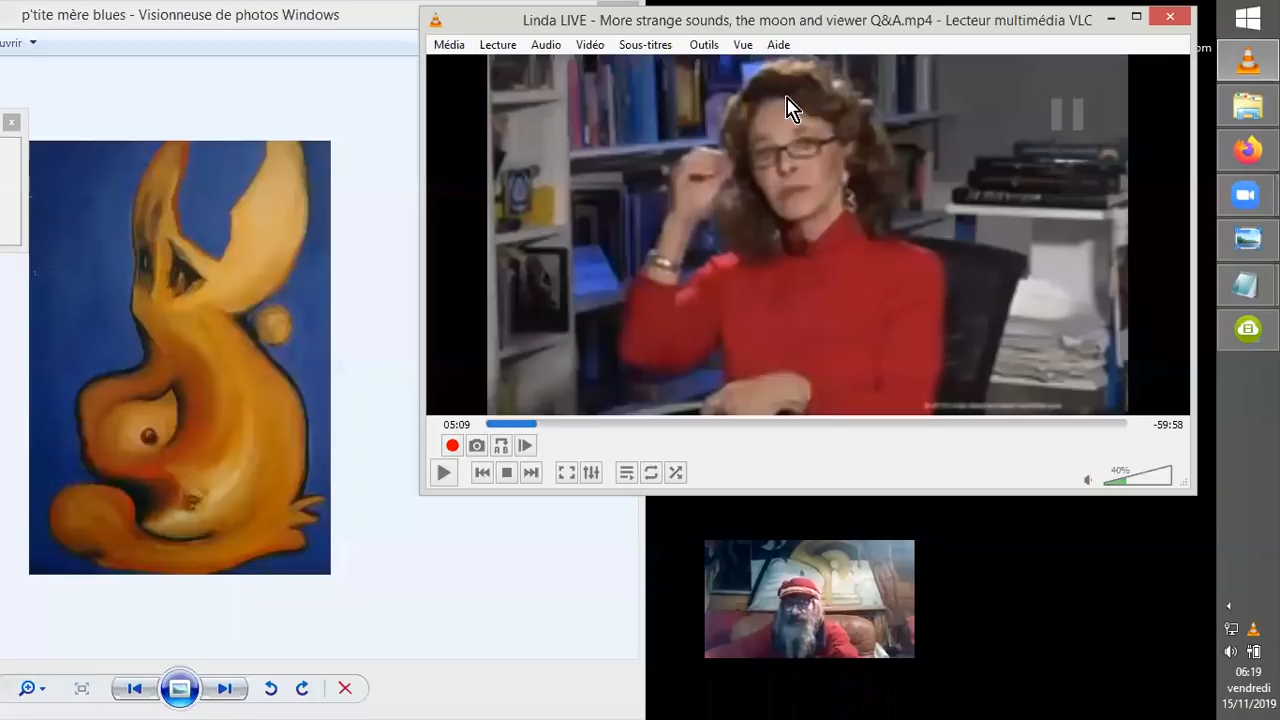 p'tite mère blues - Visionneuse de photos Windows
uvrir
x
Linda LIVE - More strange sounds, the moon and viewer Q&A.mp4 - Lecteur multimédia VLC
Média Lecture Audio Vidéo Sous-titres Outils Vue Aide
om
05:09
-59:58
A B
40%
06:19
vendredi
15/11/2019